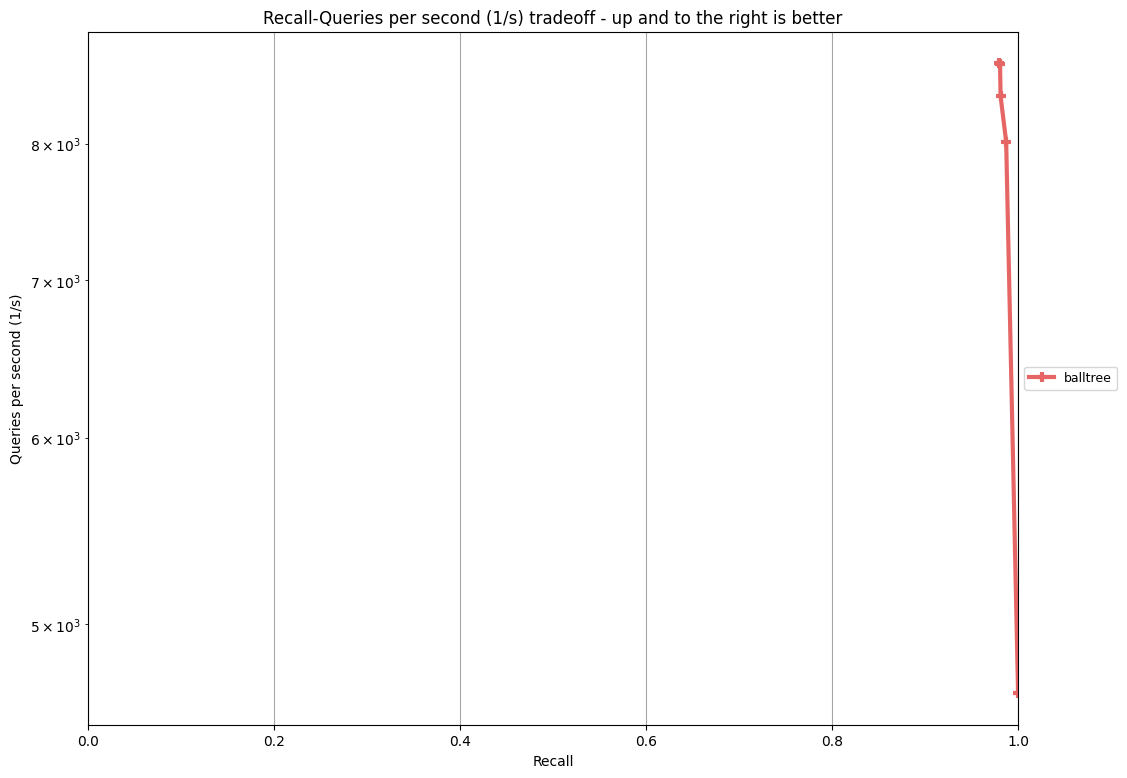 Recall-Queries per second (1/s) tradeoff - up and to the right is better
Queries per second (1/s)
8 × 10³
7 × 10³
6 × 10³
5 × 10³
0.0 0.2 0.4 0.6 0.8 1.0
Recall
balltree